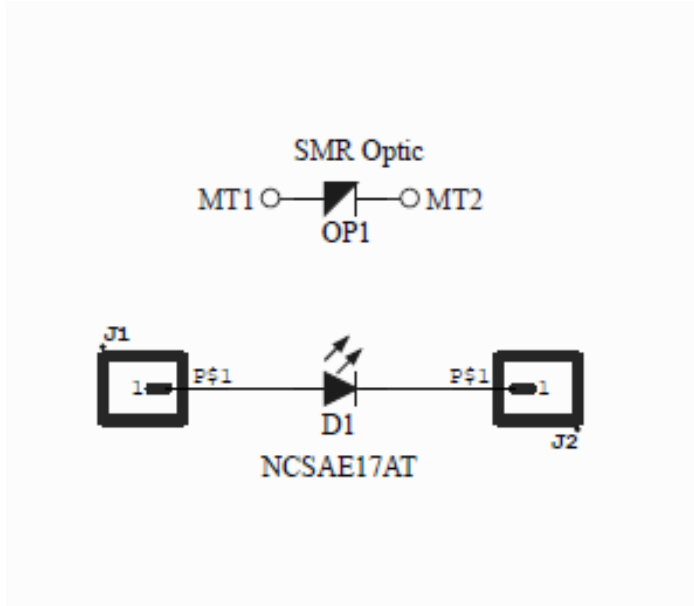 SMR Optic
MT1 MT2
OP1
J1
1 P$1 P$1 1
D1
J2
NCSAE17AT